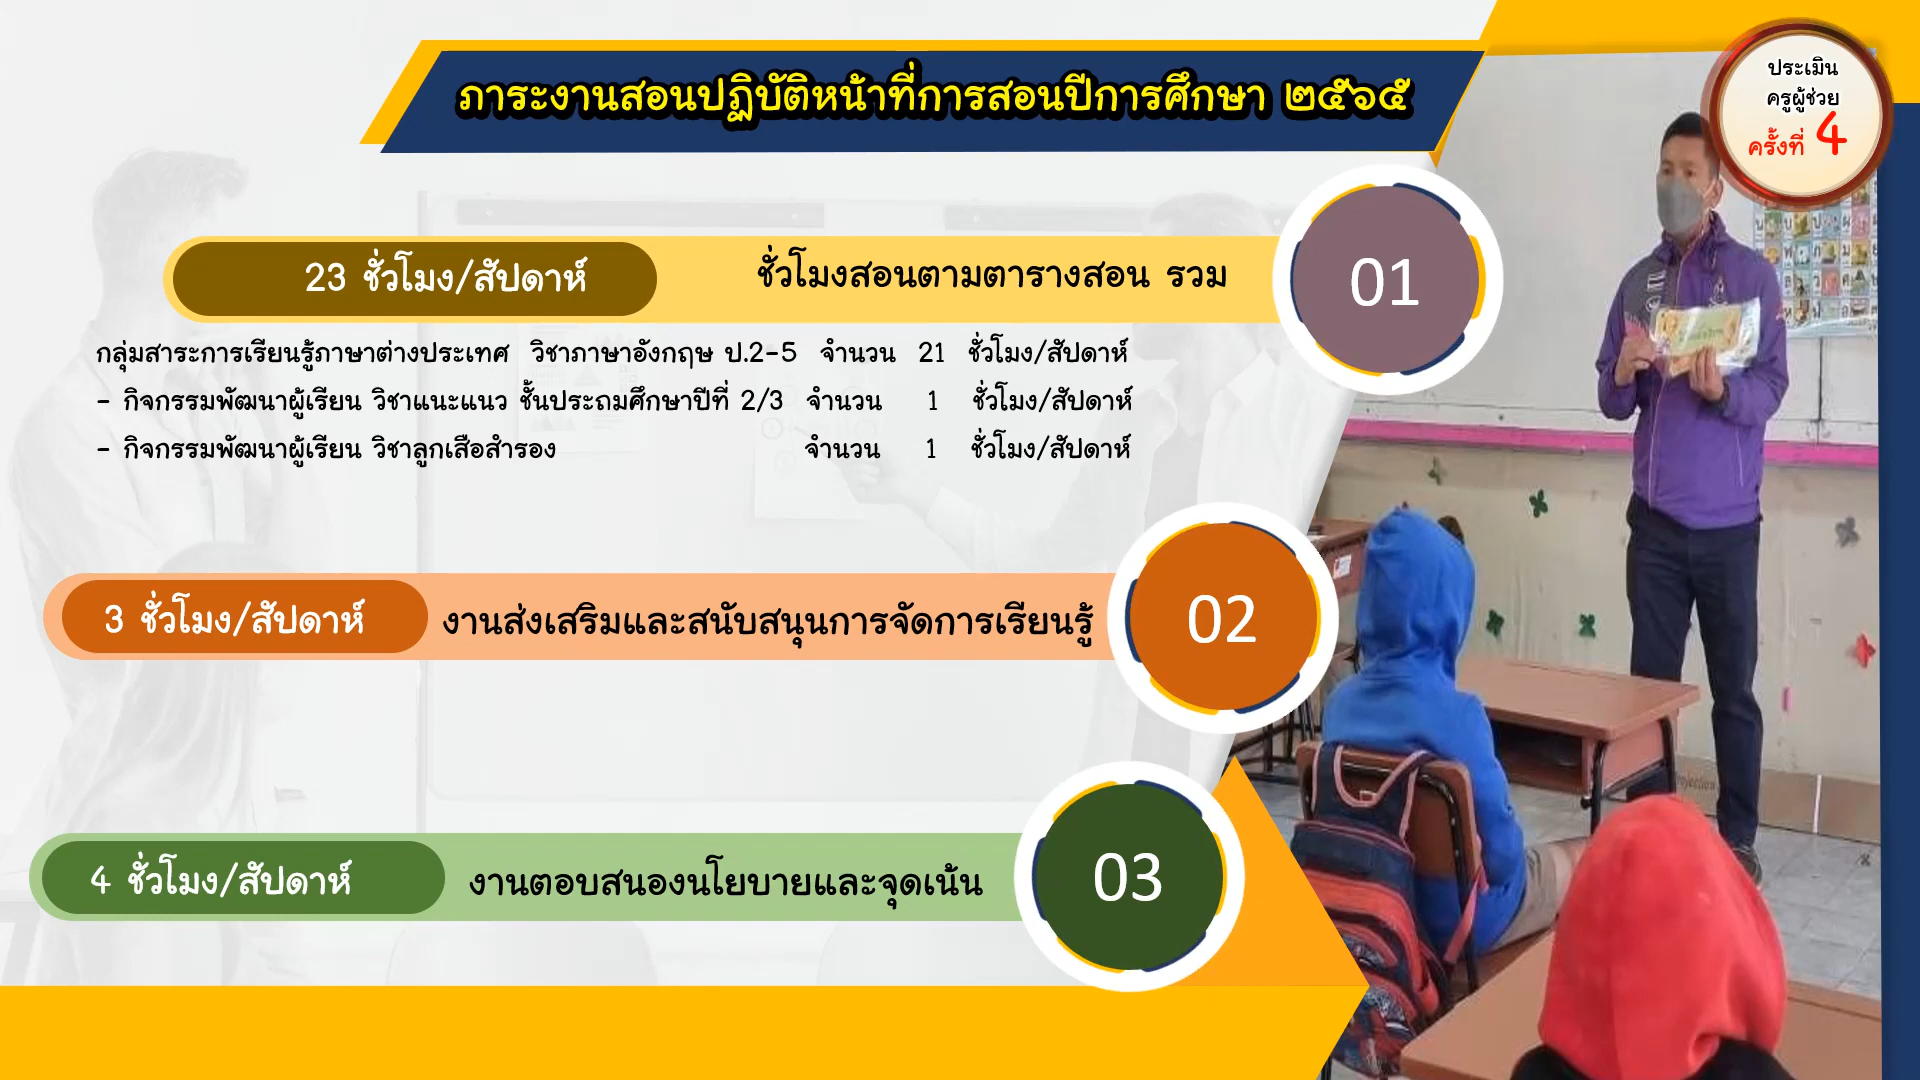 ภาระงานสอนปฏิบัติหน้าที่การสอนปีการศึกษา ๒๕๖๕
ประเมิน
ครูผู้ช่วย
ครั้งที่ 4
23 ชั่วโมง/สัปดาห์ ชั่วโมงสอนตามตารางสอน รวม 01
กลุ่มสาระการเรียนรู้ภาษาต่างประเทศ วิชาภาษาอังกฤษ ป.2-5 จำนวน 21 ชั่วโมง/สัปดาห์
- กิจกรรมพัฒนาผู้เรียน วิชาแนะแนว ชั้นประถมศึกษาปีที่ 2/3 จำนวน 1 ชั่วโมง/สัปดาห์
- กิจกรรมพัฒนาผู้เรียน วิชาลูกเสือสำรอง จำนวน 1 ชั่วโมง/สัปดาห์
3 ชั่วโมง/สัปดาห์ งานส่งเสริมและสนับสนุนการจัดการเรียนรู้ 02
4 ชั่วโมง/สัปดาห์ งานตอบสนองนโยบายและจุดเน้น 03